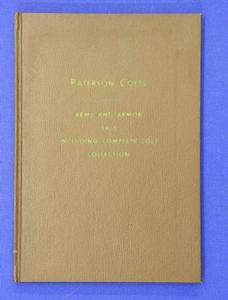 PATERSON COLTS
ARMS AND ARMOR
SALE
INCLUDING COMPLETE COLT
COLLECTION